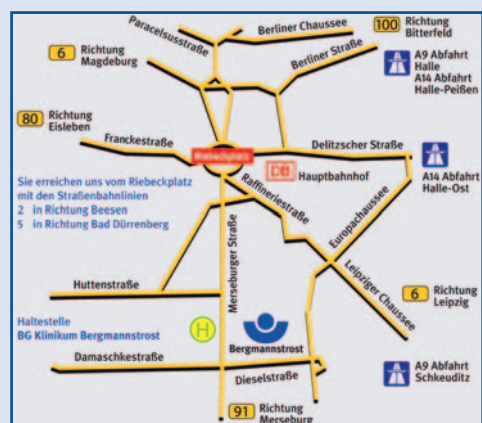 Paracelsusstraße
Berliner Chaussee
100 Richtung
Bitterfeld
6 Richtung
Magdeburg
Berliner Straße
A9 Abfahrt
Halle
A14 Abfahrt
Halle-Peißen
80 Richtung
Eisleben
Franckestraße
Riebeckplatz
Delitzscher Straße
DB Hauptbahnhof
A14 Abfahrt
Halle-Ost
Sie erreichen uns vom Riebeckplatz
mit den Straßenbahnlinien
2 in Richtung Beesen
5 in Richtung Bad Dürrenberg
Raffineriestraße
Europachaussee
Merseburger Straße
Leipziger Chaussee
Huttenstraße
6 Richtung
Leipzig
Haltestelle
BG Klinikum Bergmannstrost
H
Bergmannstrost
Damaschkestraße
Dieselstraße
A9 Abfahrt
Schkeuditz
91 Richtung
Merseburg